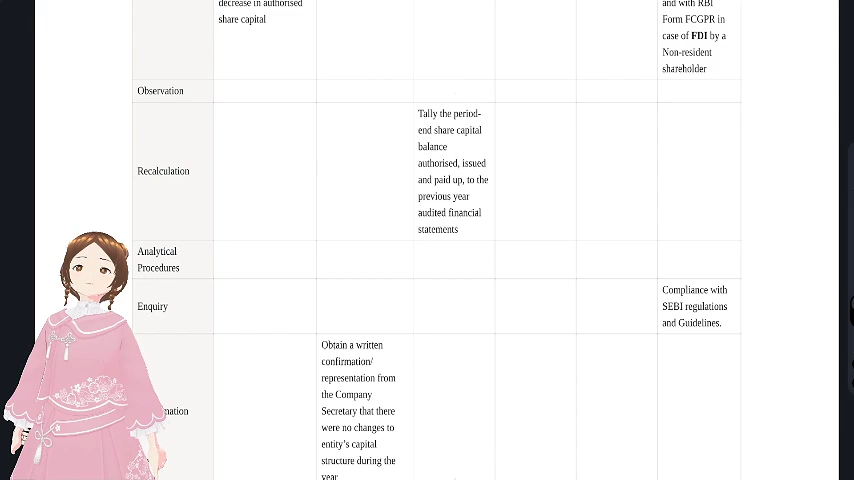 decrease in authorised
share capital
and with RBI
Form FCGPR in
case of FDI by a
Non-resident
shareholder
Observation
Recalculation
Tally the period-
end share capital
balance
authorised, issued
and paid up, to the
previous year
audited financial
statements
Analytical
Procedures
Enquiry
Compliance with
SEBI regulations
and Guidelines.
mation
Obtain a written
confirmation/
representation from
the Company
Secretary that there
were no changes to
entity's capital
structure during the
year